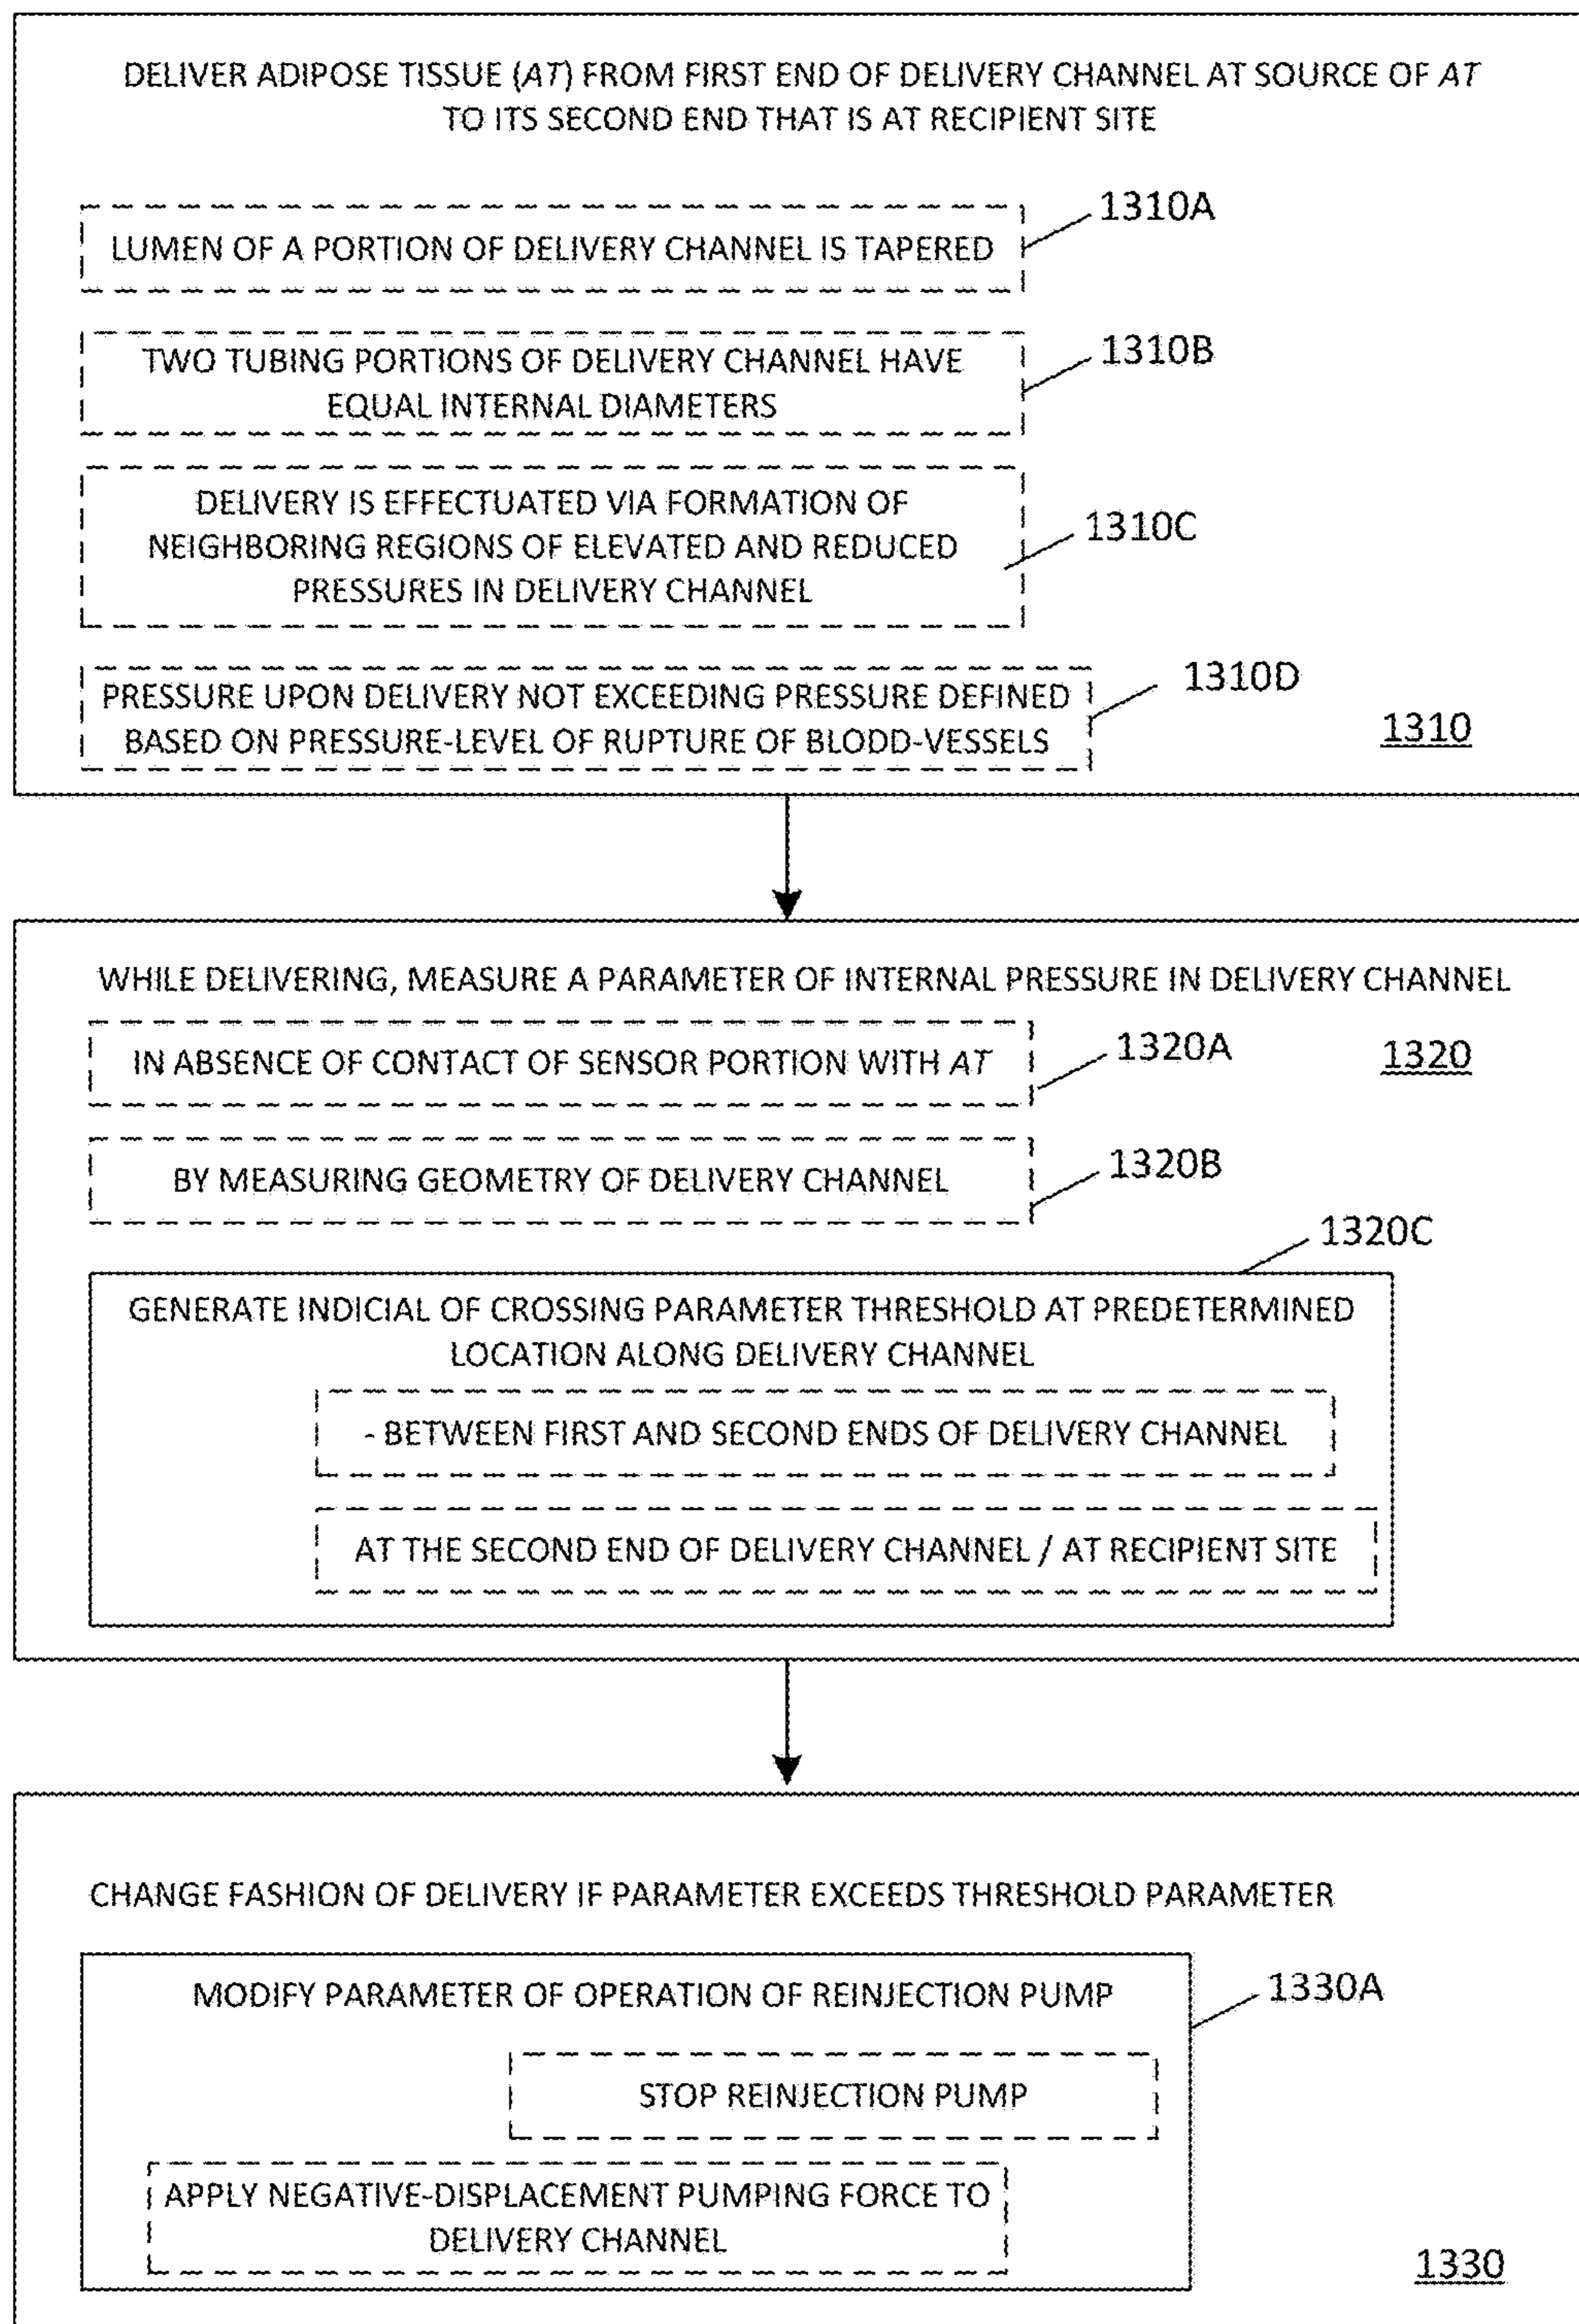 DELIVER ADIPOSE TISSUE (AT) FROM FIRST END OF DELIVERY CHANNEL AT SOURCE OF AT
TO ITS SECOND END THAT IS AT RECIPIENT SITE
1310A
LUMEN OF A PORTION OF DELIVERY CHANNEL IS TAPERED
1310B
TWO TUBING PORTIONS OF DELIVERY CHANNEL HAVE
EQUAL INTERNAL DIAMETERS
DELIVERY IS EFFECTUATED VIA FORMATION OF
1310C
NEIGHBORING REGIONS OF ELEVATED AND REDUCED
PRESSURES IN DELIVERY CHANNEL
1310D
PRESSURE UPON DELIVERY NOT EXCEEDING PRESSURE DEFINED
BASED ON PRESSURE-LEVEL OF RUPTURE OF BLODD-VESSELS
1310
WHILE DELIVERING, MEASURE A PARAMETER OF INTERNAL PRESSURE IN DELIVERY CHANNEL
IN ABSENCE OF CONTACT OF SENSOR PORTION WITH AT
1320A
1320
BY MEASURING GEOMETRY OF DELIVERY CHANNEL
1320B
1320C
GENERATE INDICIAL OF CROSSING PARAMETER THRESHOLD AT PREDETERMINED
LOCATION ALONG DELIVERY CHANNEL
- BETWEEN FIRST AND SECOND ENDS OF DELIVERY CHANNEL
AT THE SECOND END OF DELIVERY CHANNEL / AT RECIPIENT SITE
CHANGE FASHION OF DELIVERY IF PARAMETER EXCEEDS THRESHOLD PARAMETER
MODIFY PARAMETER OF OPERATION OF REINJECTION PUMP
1330A
STOP REINJECTION PUMP
APPLY NEGATIVE-DISPLACEMENT PUMPING FORCE TO
DELIVERY CHANNEL
1330